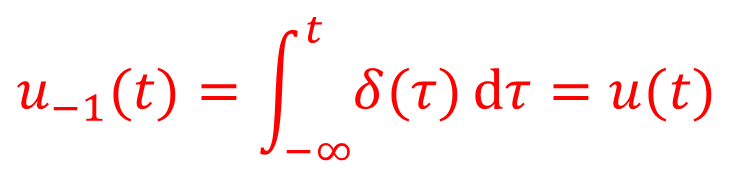 u₋₁(t) = ∫₋∞ᵗ δ(τ) dτ = u(t)